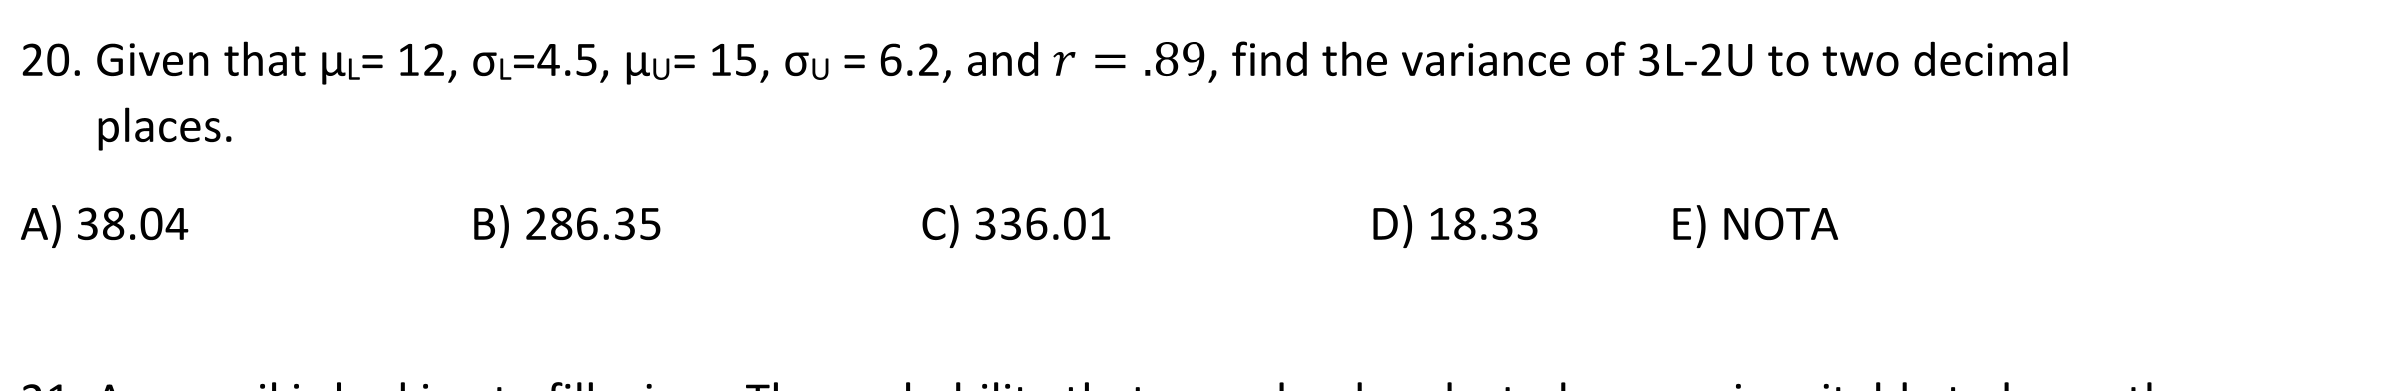 20. Given that μL= 12, σL=4.5, μU= 15, σU = 6.2, and r = .89, find the variance of 3L-2U to two decimal
places.
A) 38.04 B) 286.35 C) 336.01 D) 18.33 E) NOTA